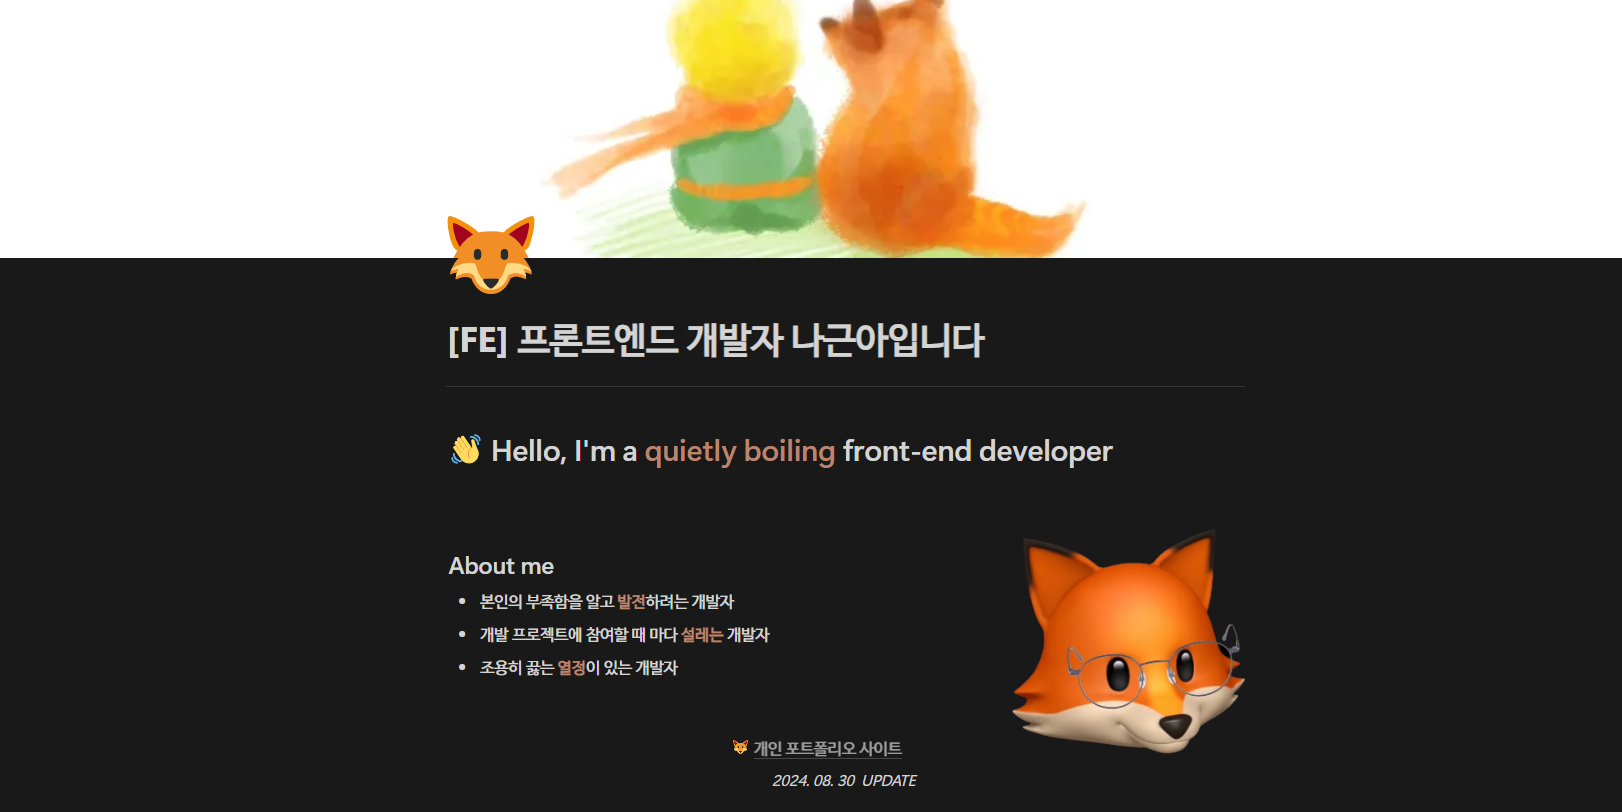 [FE] 프론트엔드 개발자 나근아입니다
👋 Hello, I'm a quietly boiling front-end developer
About me
• 본인의 부족함을 알고 발전하려는 개발자
• 개발 프로젝트에 참여할 때 마다 설레는 개발자
• 조용히 끓는 열정이 있는 개발자
🦊 개인 포트폴리오 사이트
2024. 08. 30 UPDATE